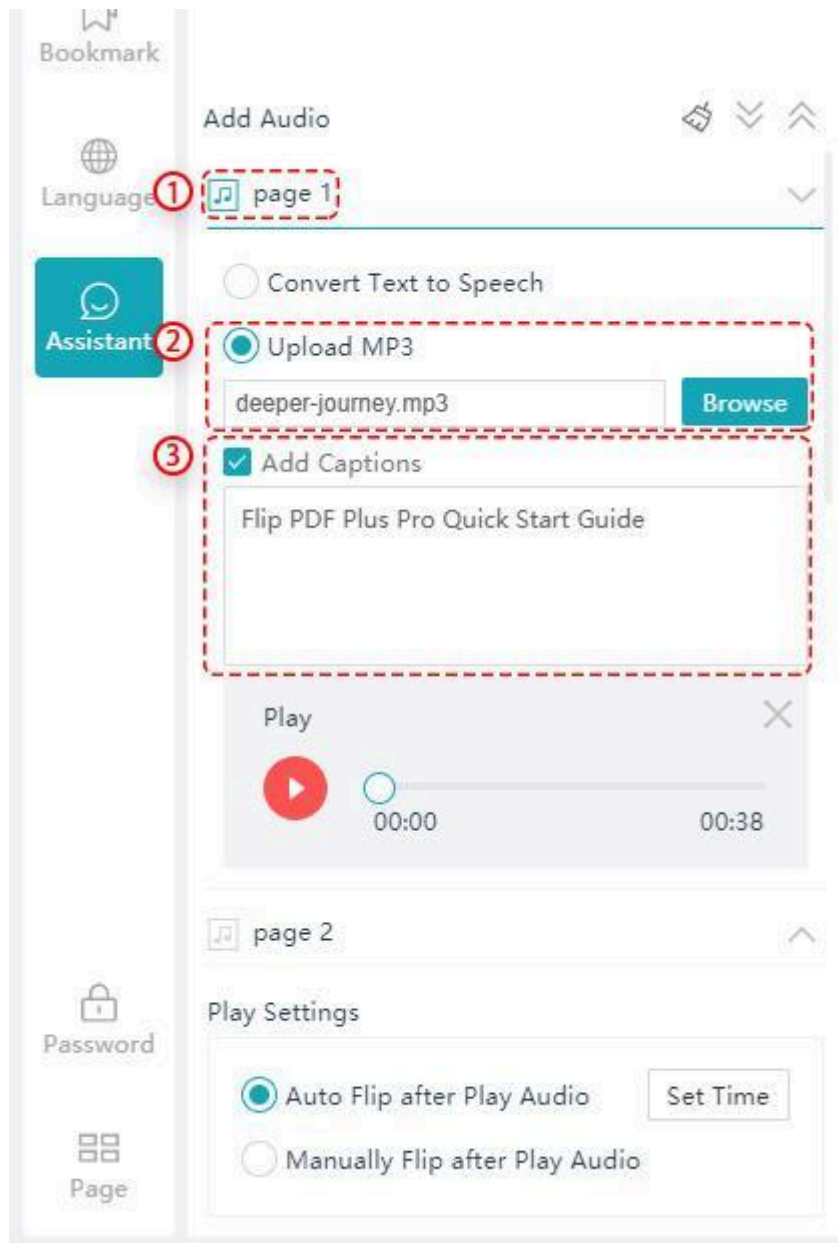 Bookmark
Add Audio
Language
① page 1
Convert Text to Speech
Assistant
② Upload MP3
deeper-journey.mp3 Browse
③ Add Captions
Flip PDF Plus Pro Quick Start Guide
Play
00:00 00:38
page 2
Password
Play Settings
Auto Flip after Play Audio Set Time
Manually Flip after Play Audio
Page